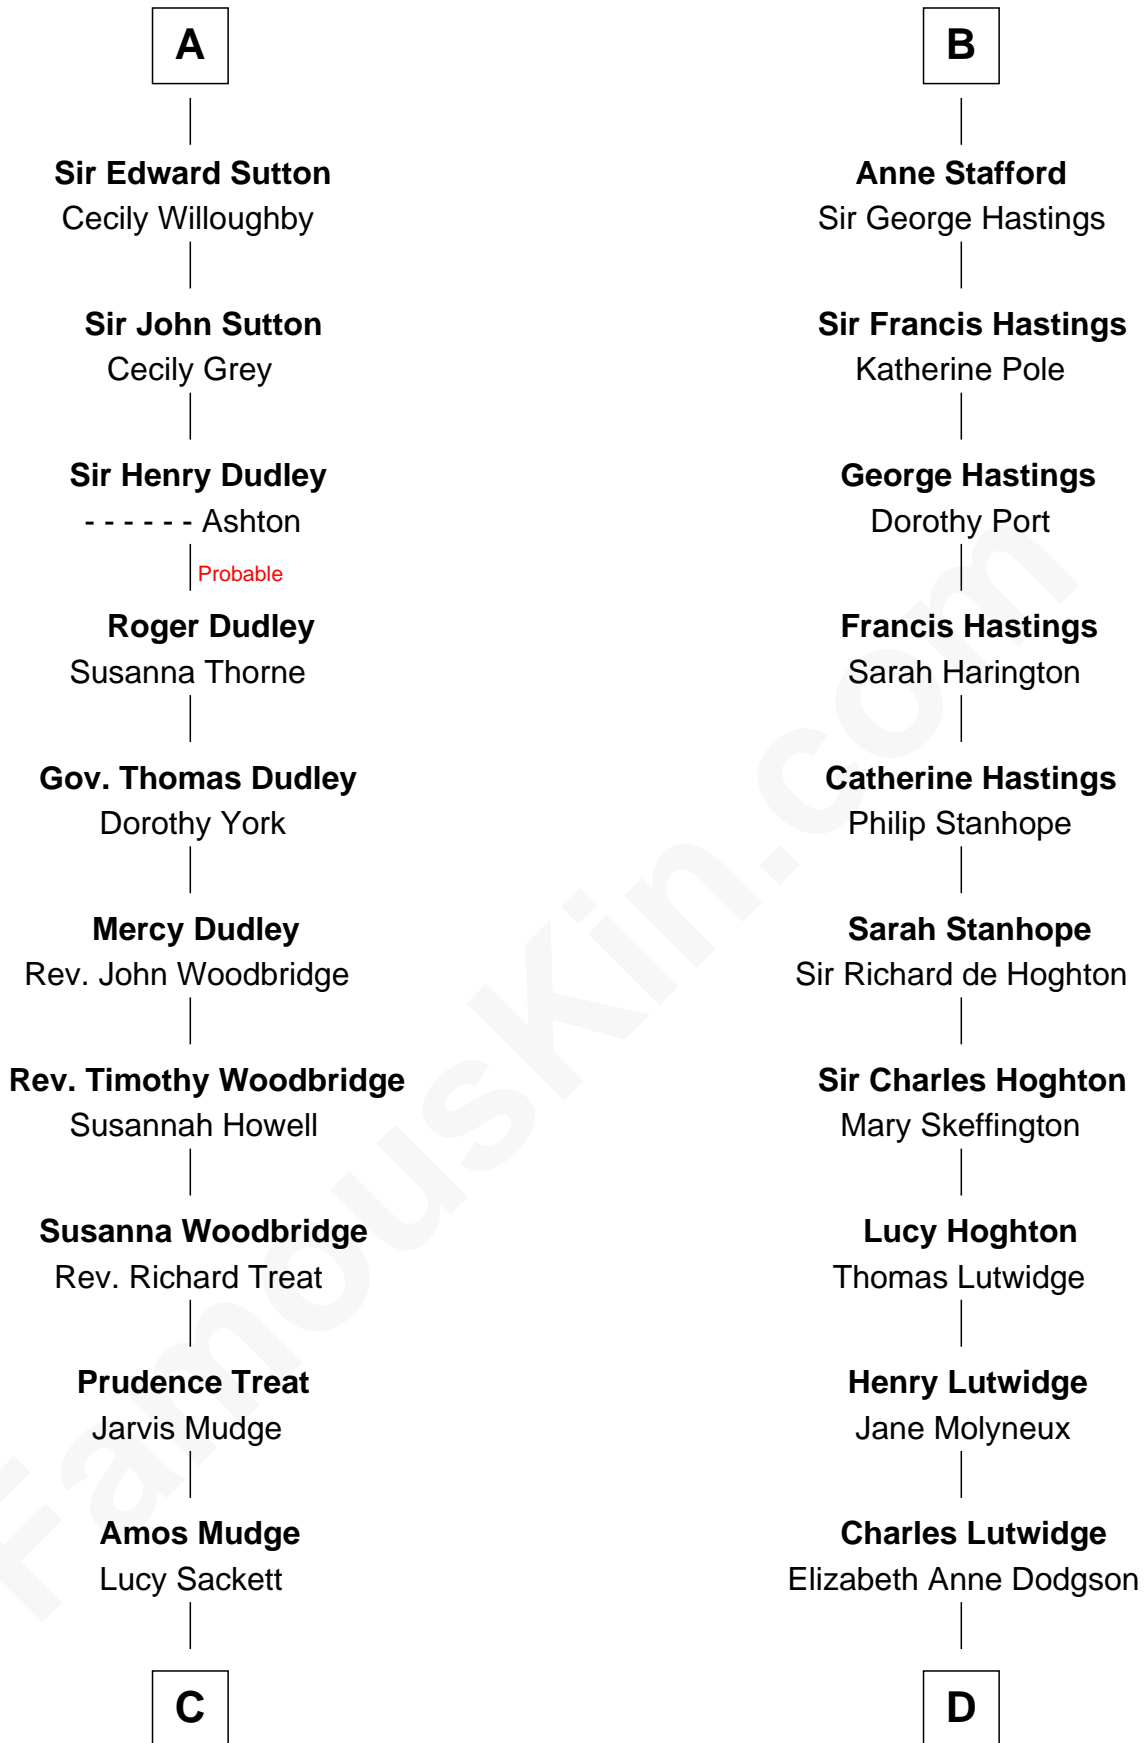 A
Sir Edward Sutton
Cecily Willoughby
Sir John Sutton
Cecily Grey
Sir Henry Dudley
- - - - - - Ashton
Probable
Roger Dudley
Susanna Thorne
Gov. Thomas Dudley
Dorothy York
Mercy Dudley
Rev. John Woodbridge
Rev. Timothy Woodbridge
Susannah Howell
Susanna Woodbridge
Rev. Richard Treat
Prudence Treat
Jarvis Mudge
Amos Mudge
Lucy Sackett
C
B
Anne Stafford
Sir George Hastings
Sir Francis Hastings
Katherine Pole
George Hastings
Dorothy Port
Francis Hastings
Sarah Harington
Catherine Hastings
Philip Stanhope
Sarah Stanhope
Sir Richard de Hoghton
Sir Charles Hoghton
Mary Skeffington
Lucy Hoghton
Thomas Lutwidge
Henry Lutwidge
Jane Molyneux
Charles Lutwidge
Elizabeth Anne Dodgson
D
FamousKin.com